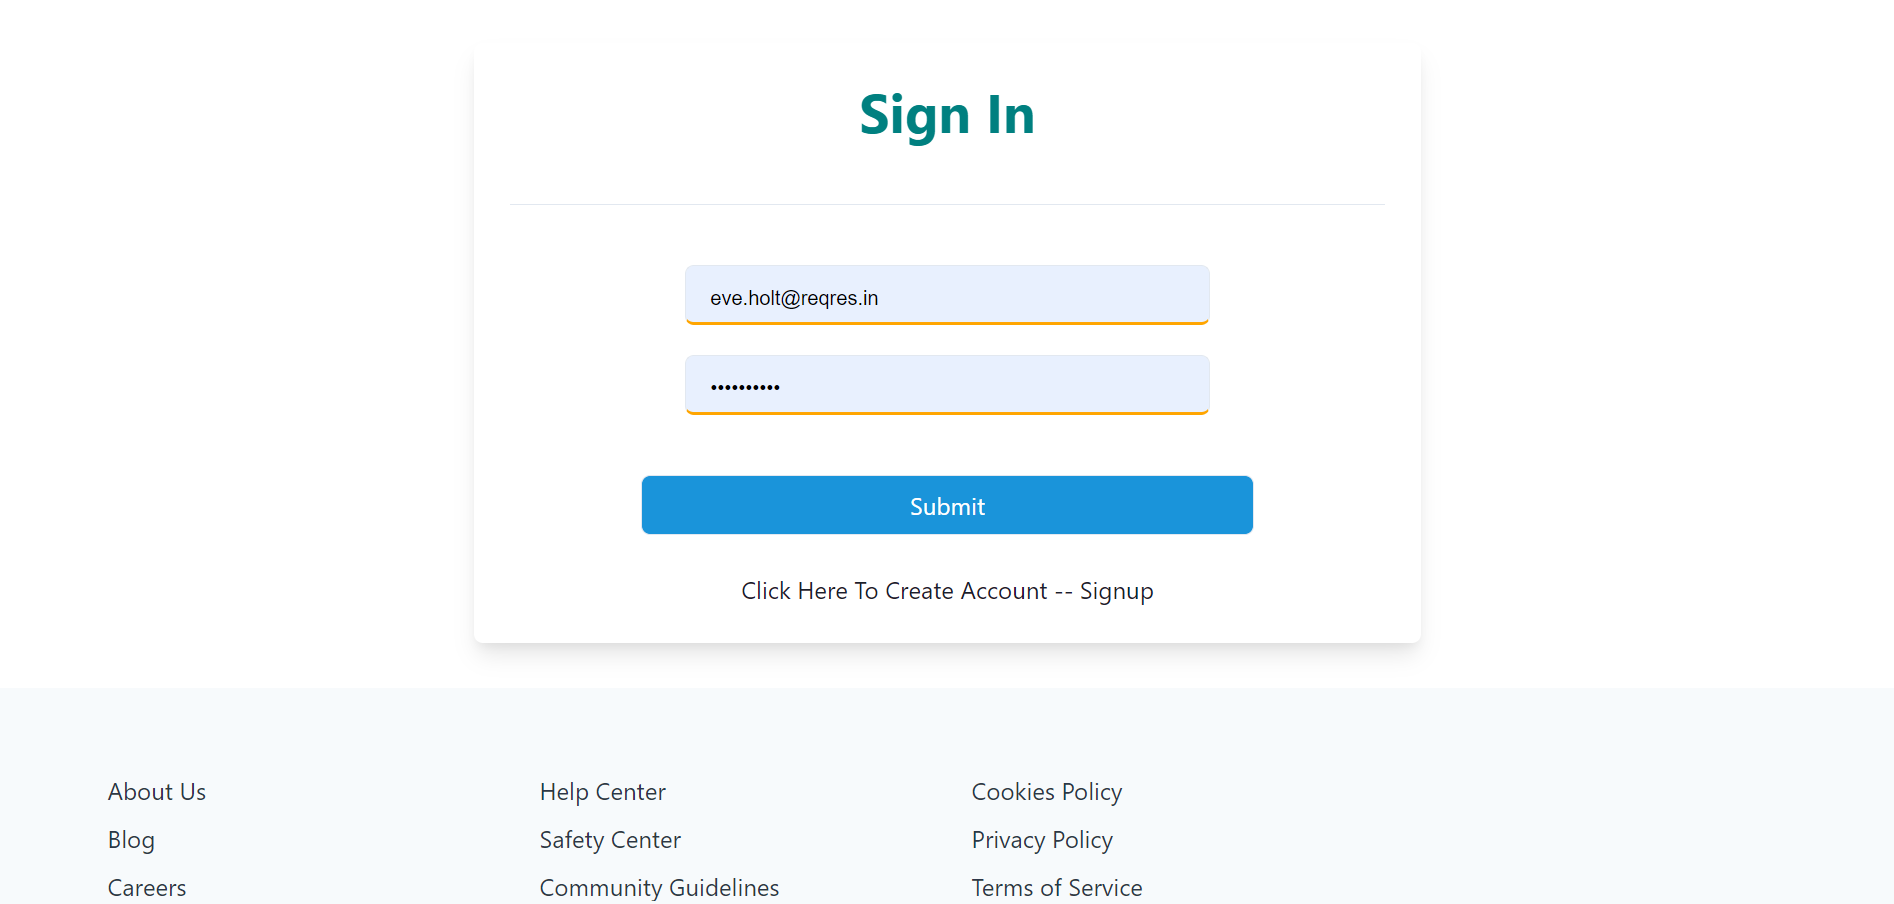 Sign In
eve.holt@reqres.in
••••••••••
Submit
Click Here To Create Account -- Signup
About Us
Blog
Careers
Help Center
Safety Center
Community Guidelines
Cookies Policy
Privacy Policy
Terms of Service